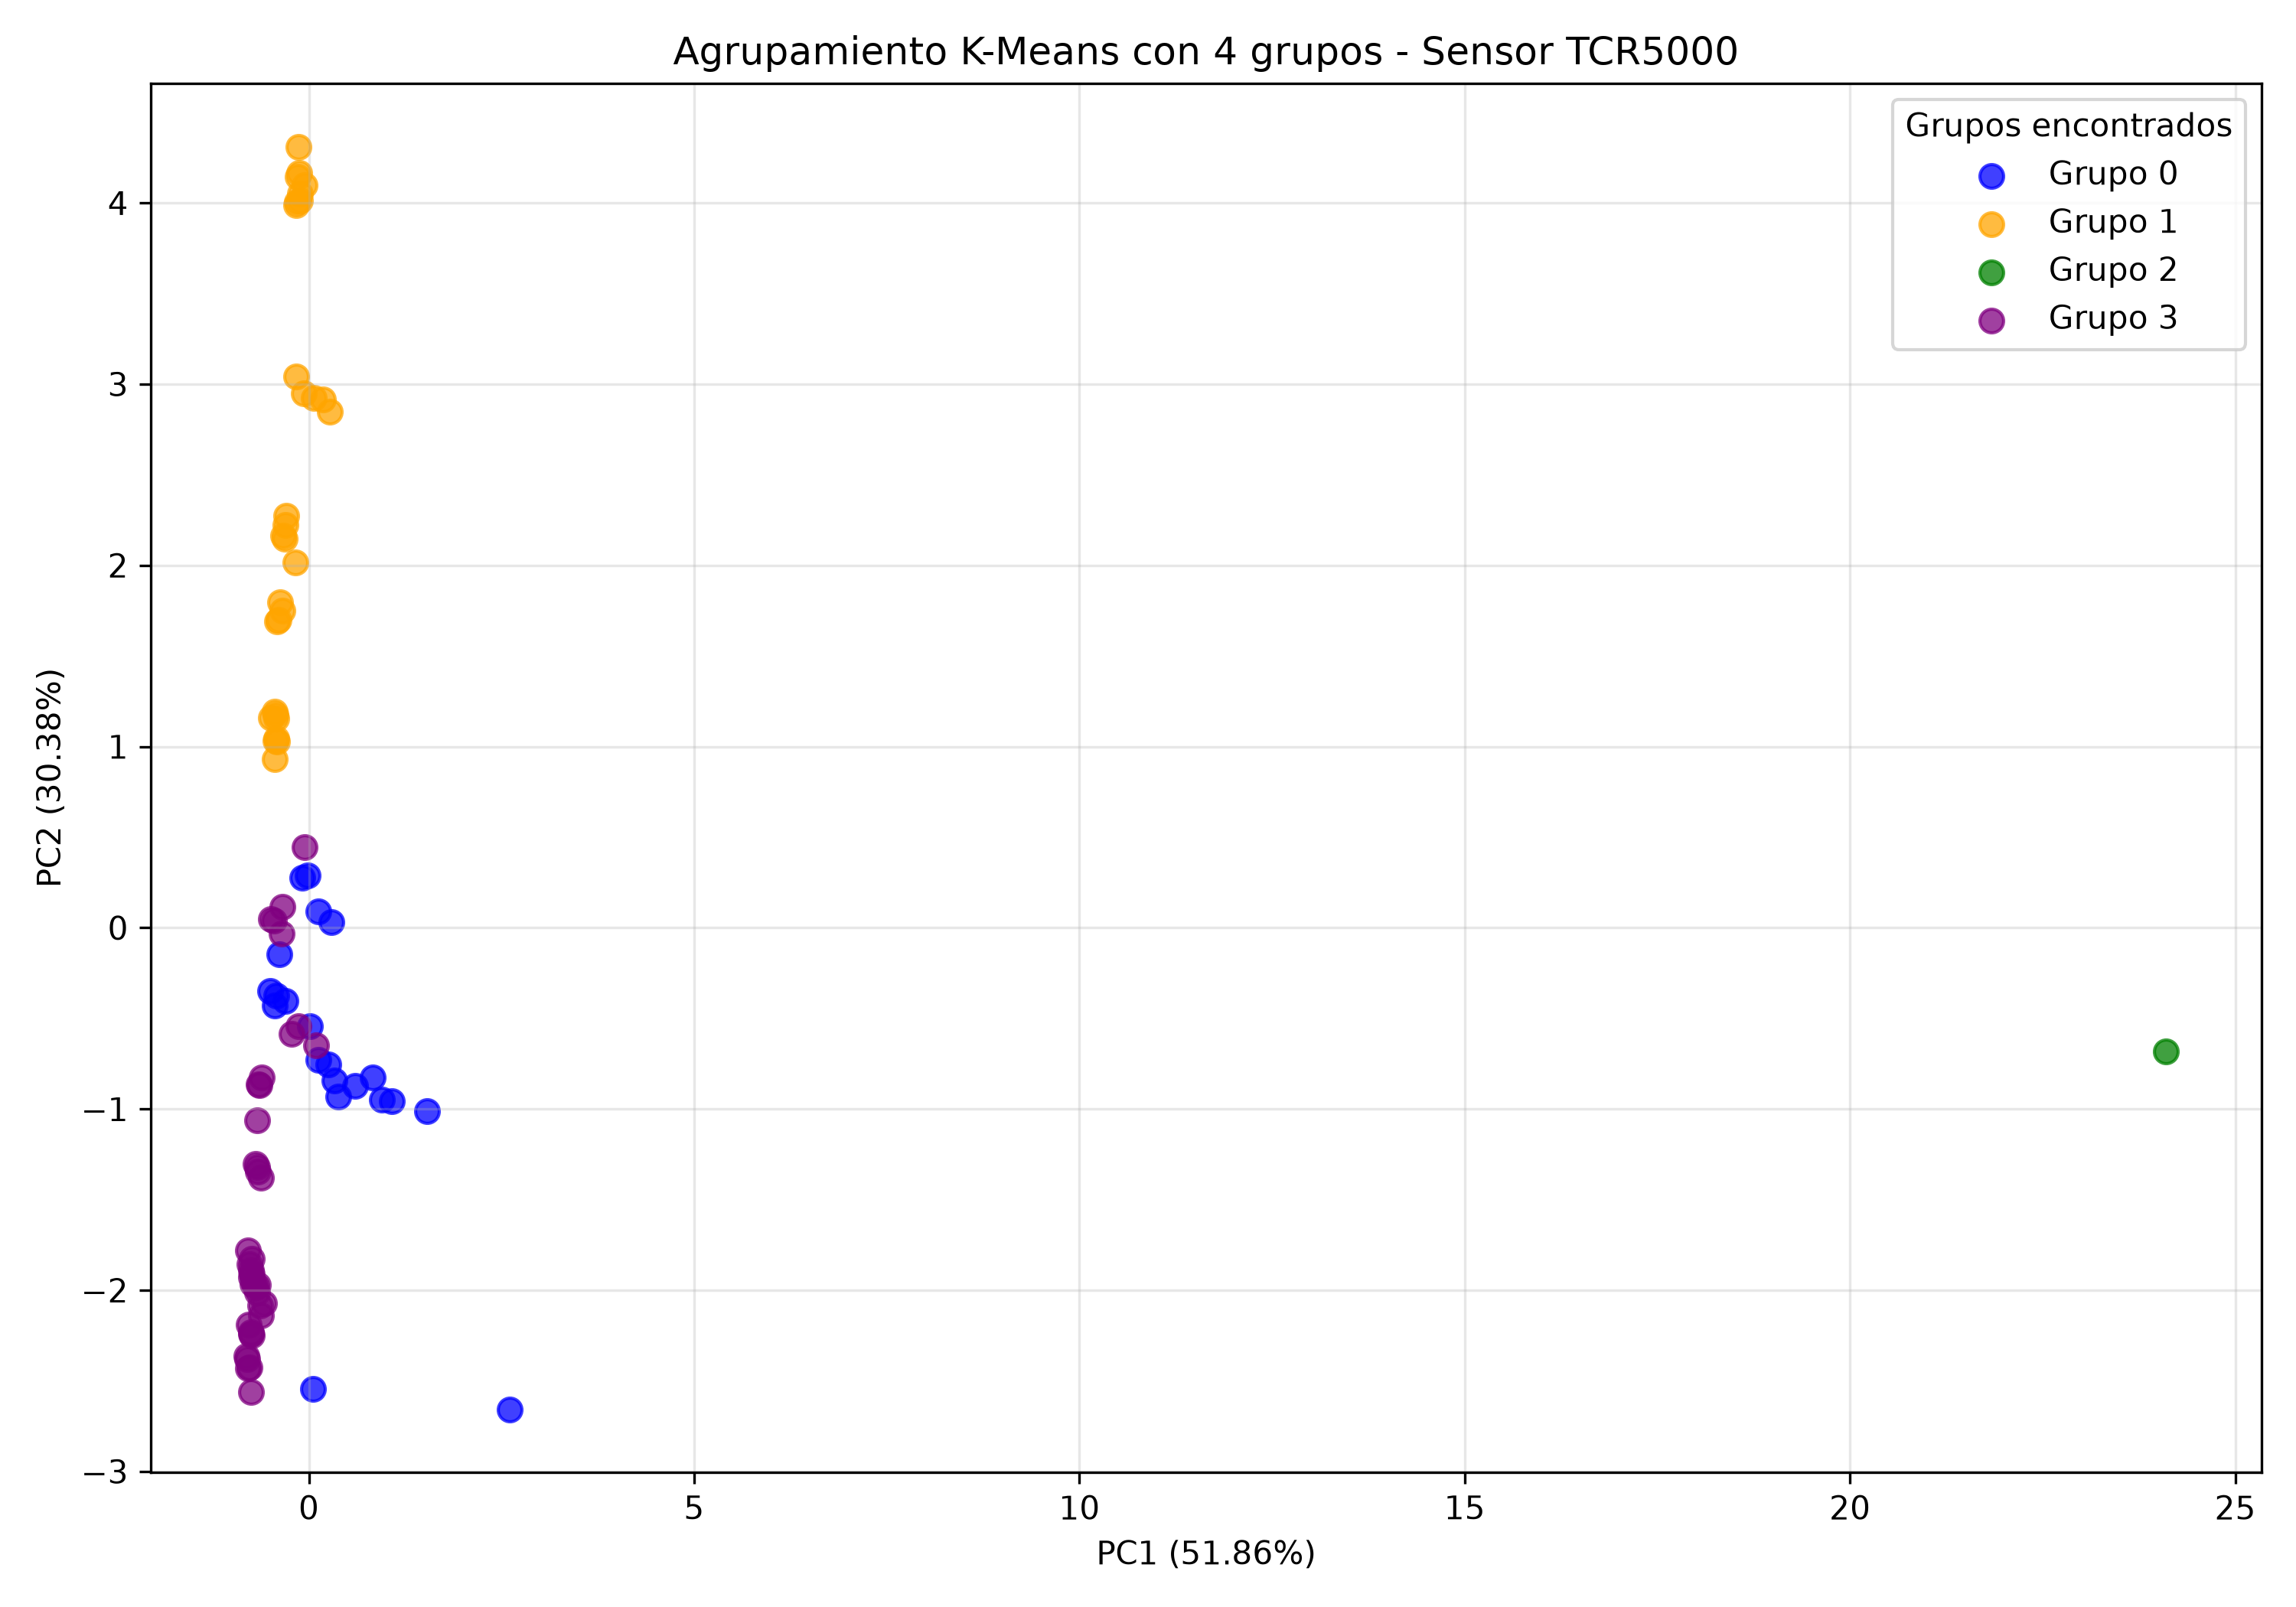 Agrupamiento K-Means con 4 grupos - Sensor TCR5000
Grupos encontrados
Grupo 0
Grupo 1
Grupo 2
Grupo 3
PC2 (30.38%)
4
3
2
1
0
−1
−2
−3
0 5 10 15 20 25
PC1 (51.86%)